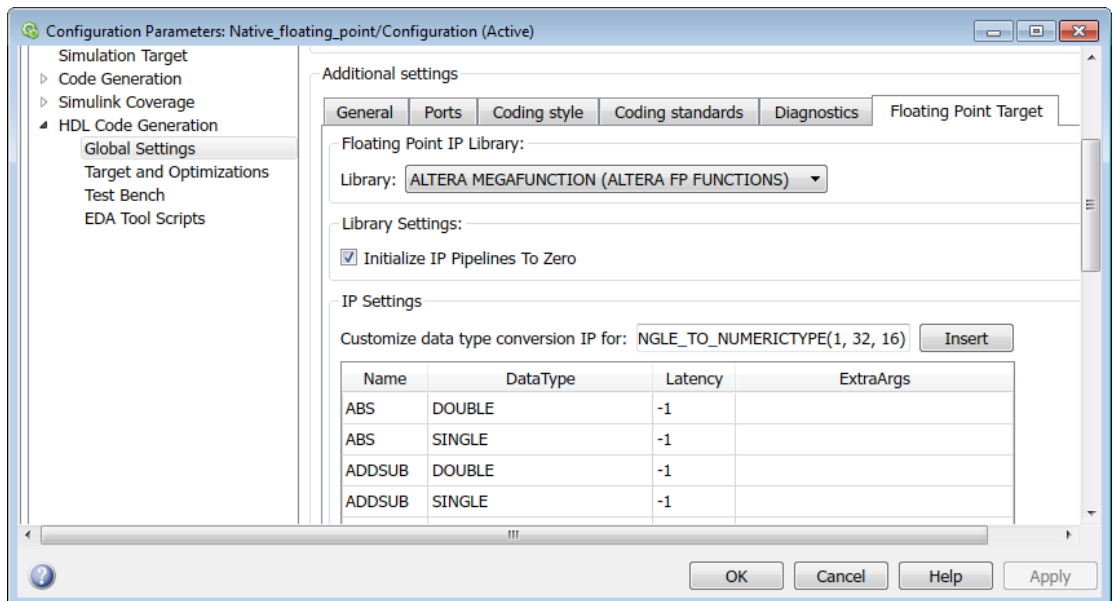 Configuration Parameters: Native_floating_point/Configuration (Active)
Simulation Target
Code Generation
Simulink Coverage
HDL Code Generation
Global Settings
Target and Optimizations
Test Bench
EDA Tool Scripts
Additional settings
General Ports Coding style Coding standards Diagnostics Floating Point Target
Floating Point IP Library:
Library: ALTERA MEGAFUNCTION (ALTERA FP FUNCTIONS)
Library Settings:
Initialize IP Pipelines To Zero
IP Settings
Customize data type conversion IP for: NGLE_TO_NUMERICTYPE(1, 32, 16) Insert
Name DataType Latency ExtraArgs
ABS DOUBLE -1
ABS SINGLE -1
ADDSUB DOUBLE -1
ADDSUB SINGLE -1
OK Cancel Help Apply